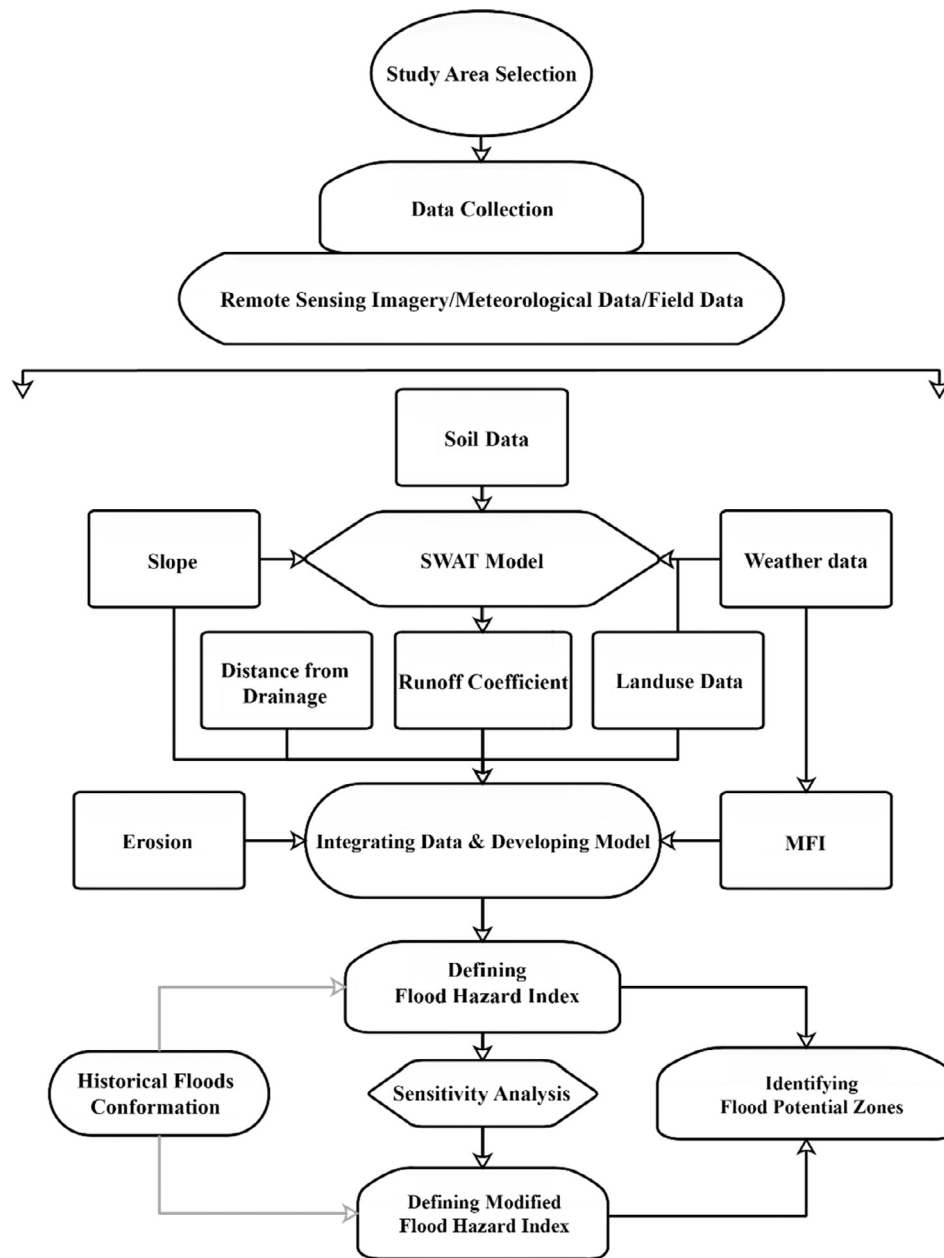 Study Area Selection
Data Collection
Remote Sensing Imagery/Meteorological Data/Field Data
Soil Data
Slope
SWAT Model
Weather data
Distance from
Drainage
Runoff Coefficient
Landuse Data
Erosion
Integrating Data & Developing Model
MFI
Defining
Flood Hazard Index
Historical Floods
Conformation
Sensitivity Analysis
Identifying
Flood Potential Zones
Defining Modified
Flood Hazard Index